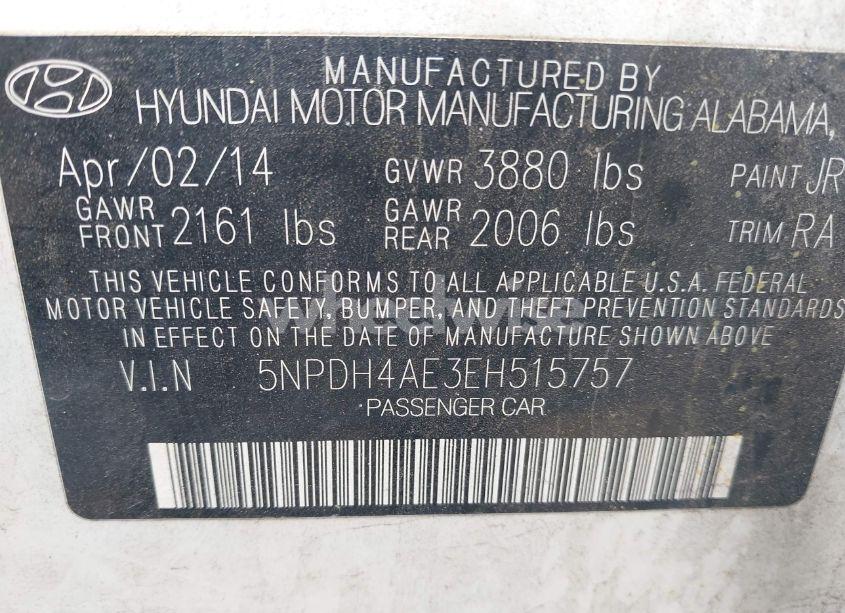 MANUFACTURED BY
HYUNDAI MOTOR MANUFACTURING ALABAMA,
Apr/02/14 GVWR 3880 lbs PAINT JR
GAWR FRONT 2161 lbs GAWR REAR 2006 lbs TRIM RA
THIS VEHICLE CONFORMS TO ALL APPLICABLE U.S.A. FEDERAL
MOTOR VEHICLE SAFETY, BUMPER, AND THEFT PREVENTION STANDARDS
IN EFFECT ON THE DATE OF MANUFACTURE SHOWN ABOVE
wheelwise
V.I.N 5NPDH4AE3EH515757
PASSENGER CAR